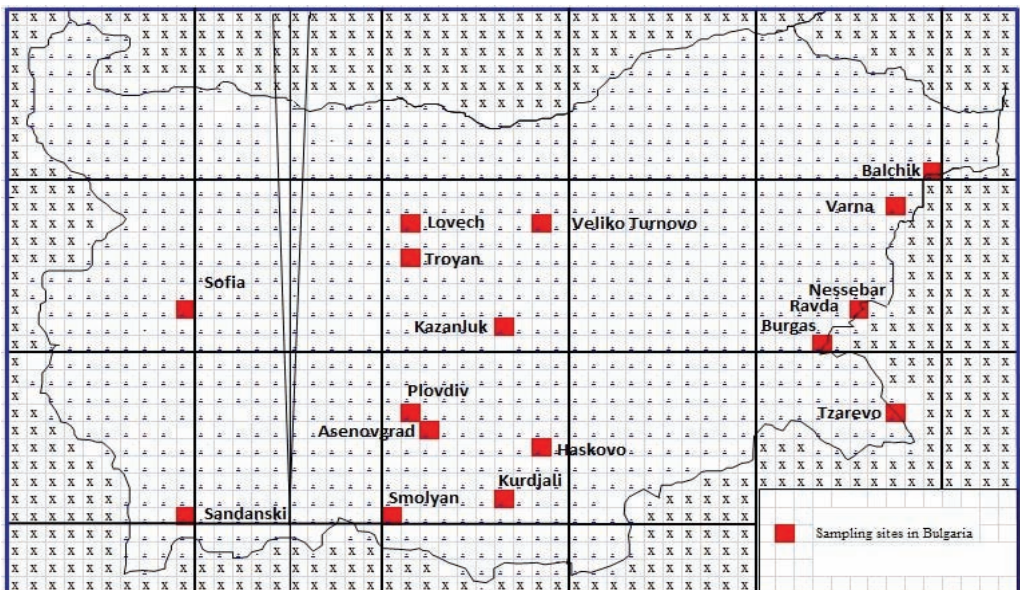 Balchik
Varna
Lovech
Veliko Turnovo
Troyan
Sofia
Nessebar
Ravda
Kazanluk
Burgas
Plovdiv
Tzarevo
Asenovgrad
Haskovo
Kurdjali
Smolyan
Sandanski
Sampling sites in Bulgaria